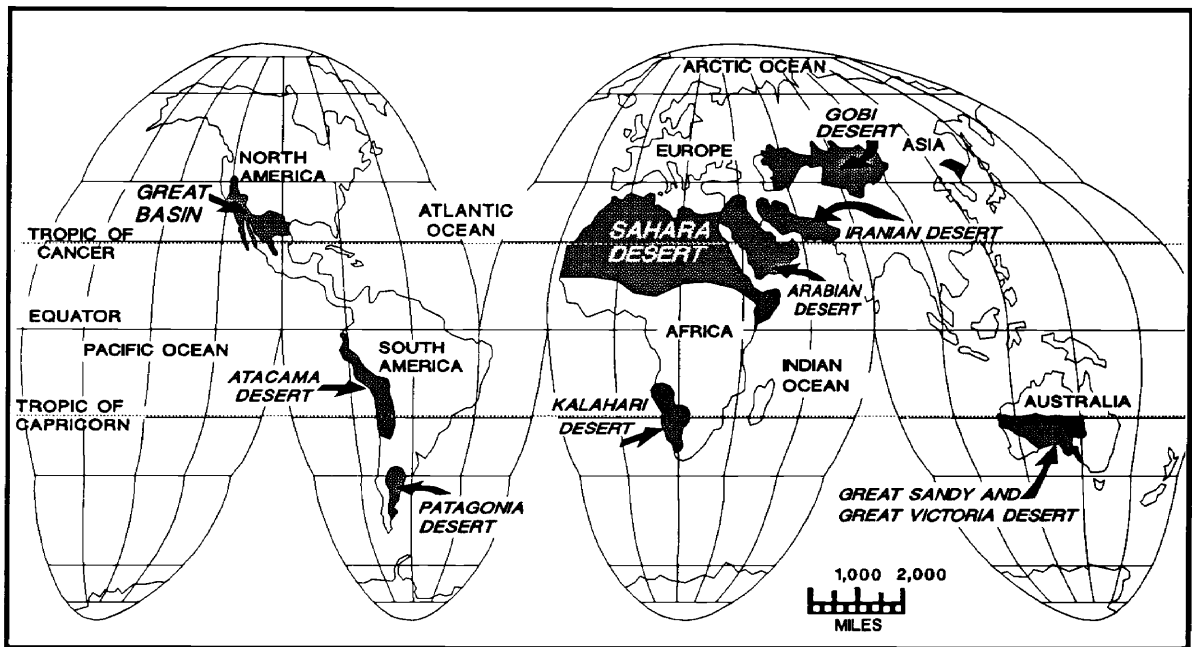 ARCTIC OCEAN
GOBI
DESERT
ASIA
EUROPE
NORTH
AMERICA
GREAT
BASIN
ATLANTIC
OCEAN
TROPIC OF
CANCER
SAHARA
DESERT
IRANIAN DESERT
ARABIAN
DESERT
EQUATOR
AFRICA
PACIFIC OCEAN
SOUTH
AMERICA
INDIAN
OCEAN
ATACAMA
DESERT
TROPIC OF
CAPRICORN
KALAHARI
DESERT
AUSTRALIA
PATAGONIA
DESERT
GREAT SANDY AND
GREAT VICTORIA DESERT
1,000 2,000
MILES